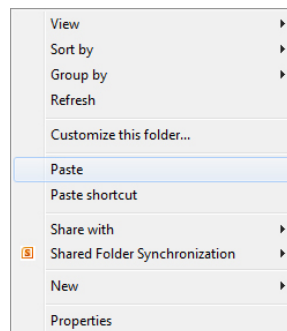 View
Sort by
Group by
Refresh
Customize this folder...
Paste
Paste shortcut
Share with
Shared Folder Synchronization
New
Properties